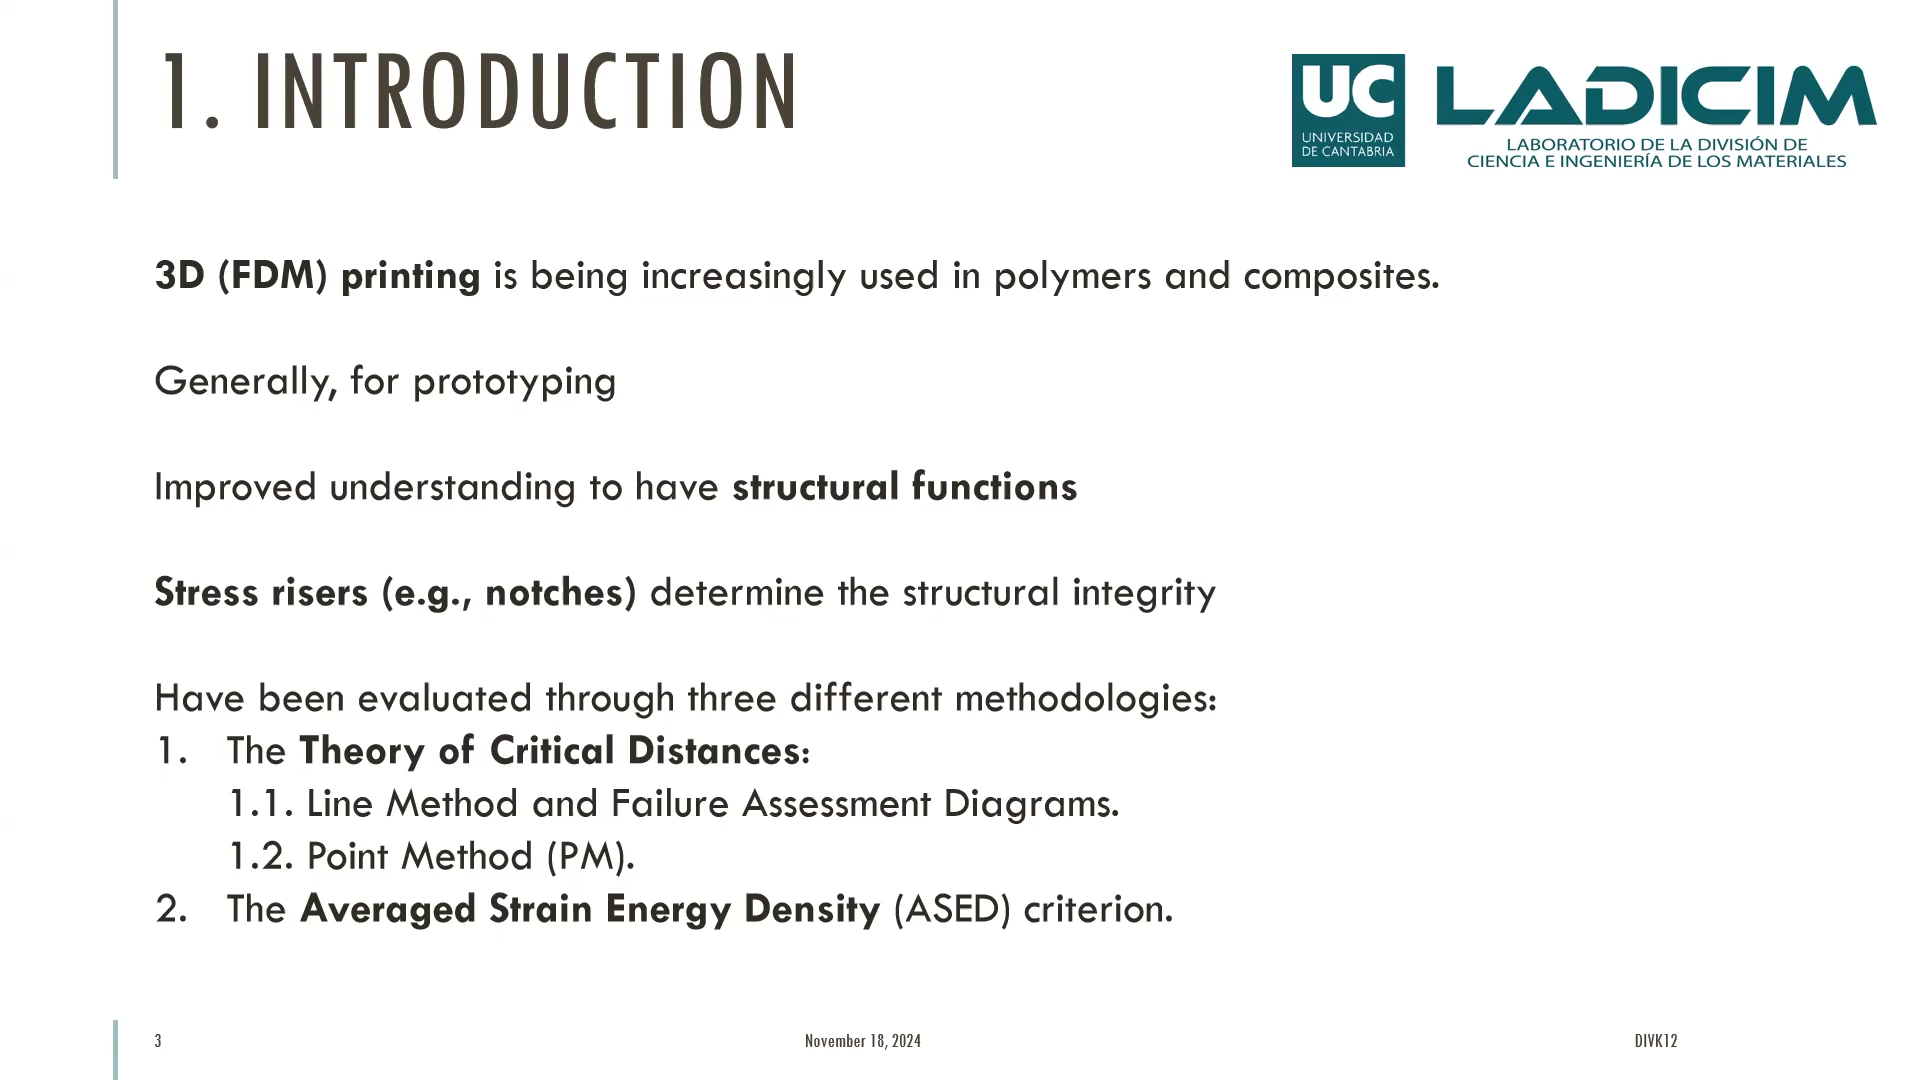 1. INTRODUCTION
UC
UNIVERSIDAD
DE CANTABRIA
LADICIM
LABORATORIO DE LA DIVISIÓN DE
CIENCIA E INGENIERÍA DE LOS MATERIALES
3D (FDM) printing is being increasingly used in polymers and composites.
Generally, for prototyping
Improved understanding to have structural functions
Stress risers (e.g., notches) determine the structural integrity
Have been evaluated through three different methodologies:
1. The Theory of Critical Distances:
1.1. Line Method and Failure Assessment Diagrams.
1.2. Point Method (PM).
2. The Averaged Strain Energy Density (ASED) criterion.
3
November 18, 2024
DIVK12